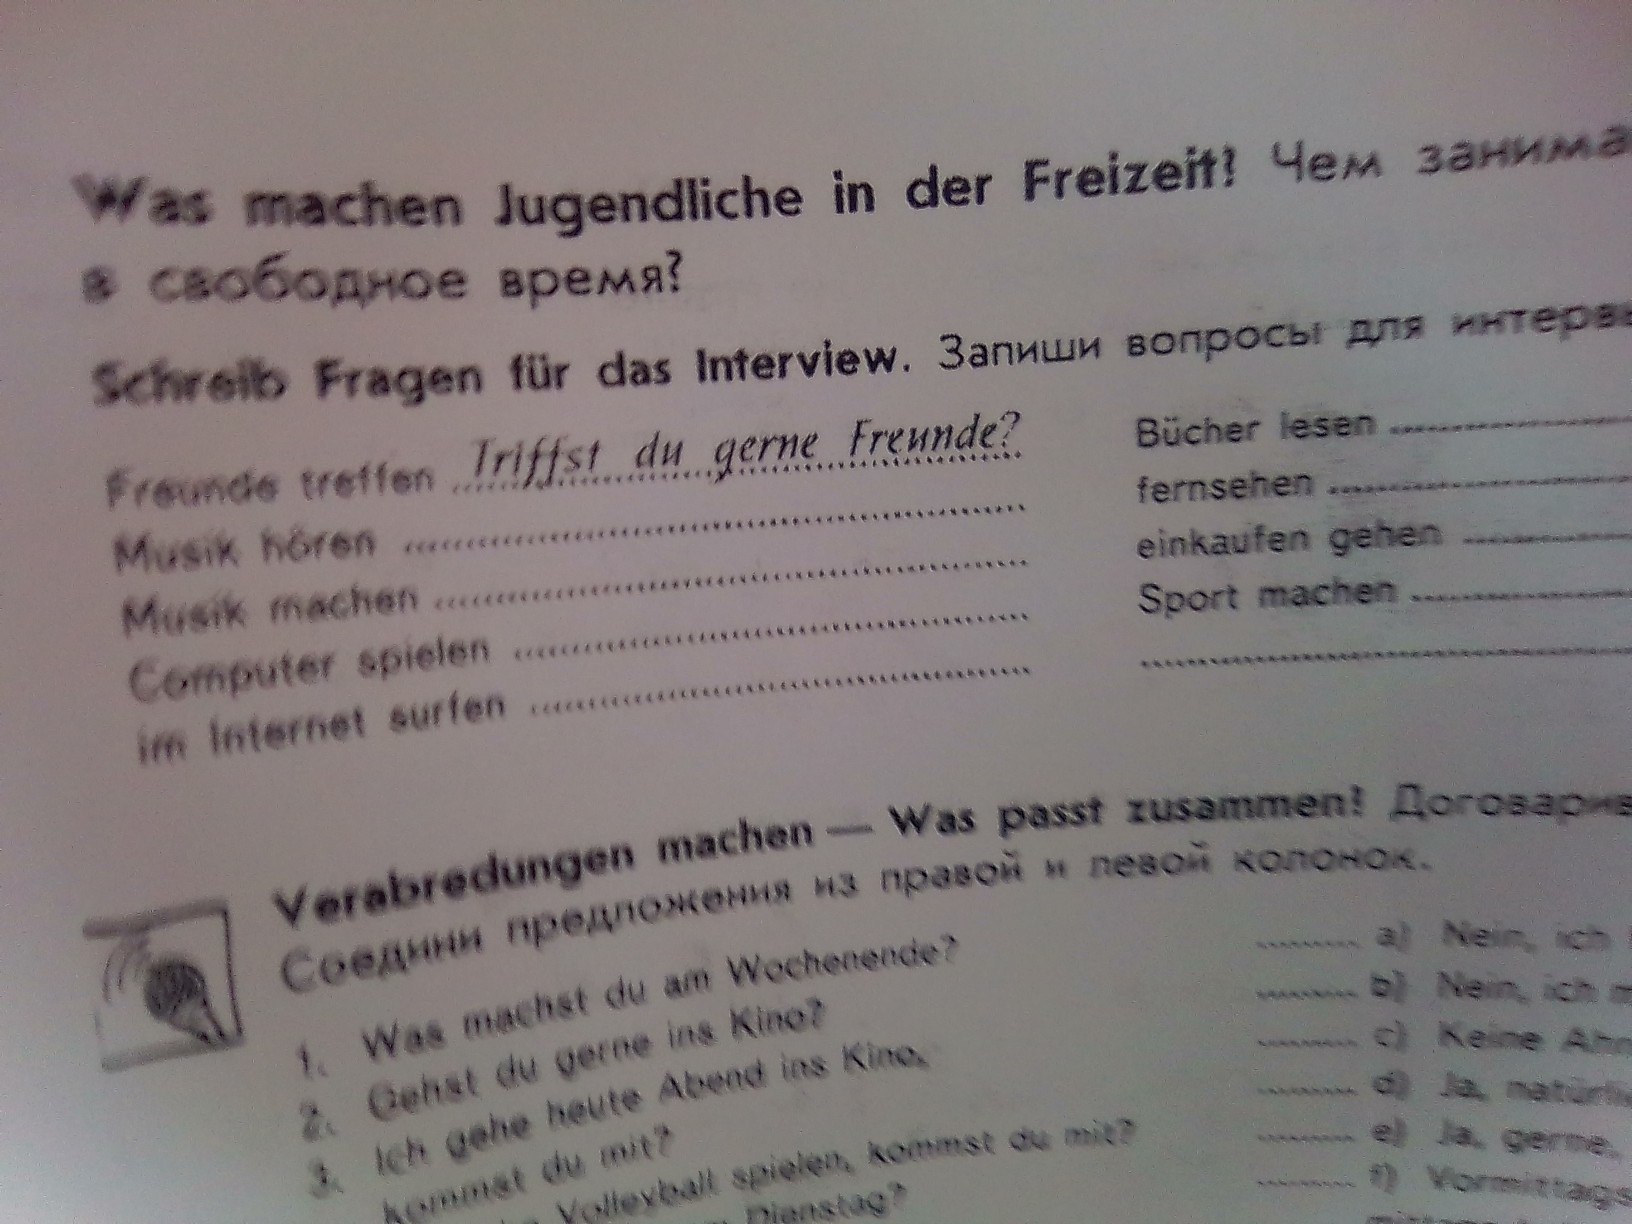 Was machen Jugendliche in der Freizeit? Чем занима
в свободное время?
Schreib Fragen für das Interview. Запиши вопросы для интервь
Freunde treffen Triffst du gerne Freunde?
Musik hören
Musik machen
Computer spielen
im Internet surfen
Bücher lesen
fernsehen
einkaufen gehen
Sport machen
Verabredungen machen — Was passt zusammen? Договарив
Соедини предложения из правой и левой колонок.
1. Was machst du am Wochenende?
2. Gehst du gerne ins Kino?
3. Ich gehe heute Abend ins Kino,
kommst du mit?
Volleyball spielen, kommst du mit?
Dienstag?
a) Nein, ich
b) Nein, ich
c) Keine
d) Ja, natürli
e) Ja, gerne.
f) Vormittags